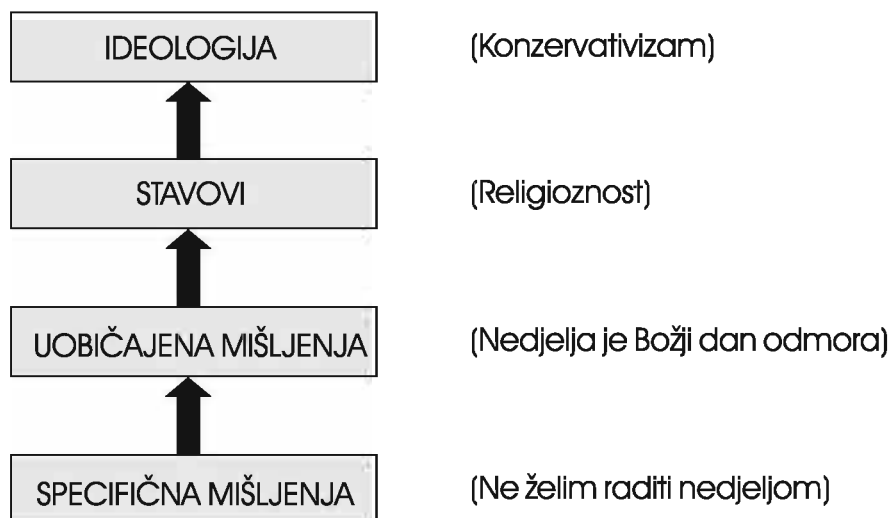 IDEOLOGIJA (Konzervativizam)
STAVOVI (Religioznost)
UOBIČAJENA MIŠLJENJA (Nedjelja je Božji dan odmora)
SPECIFIČNA MIŠLJENJA (Ne želim raditi nedjeljom)